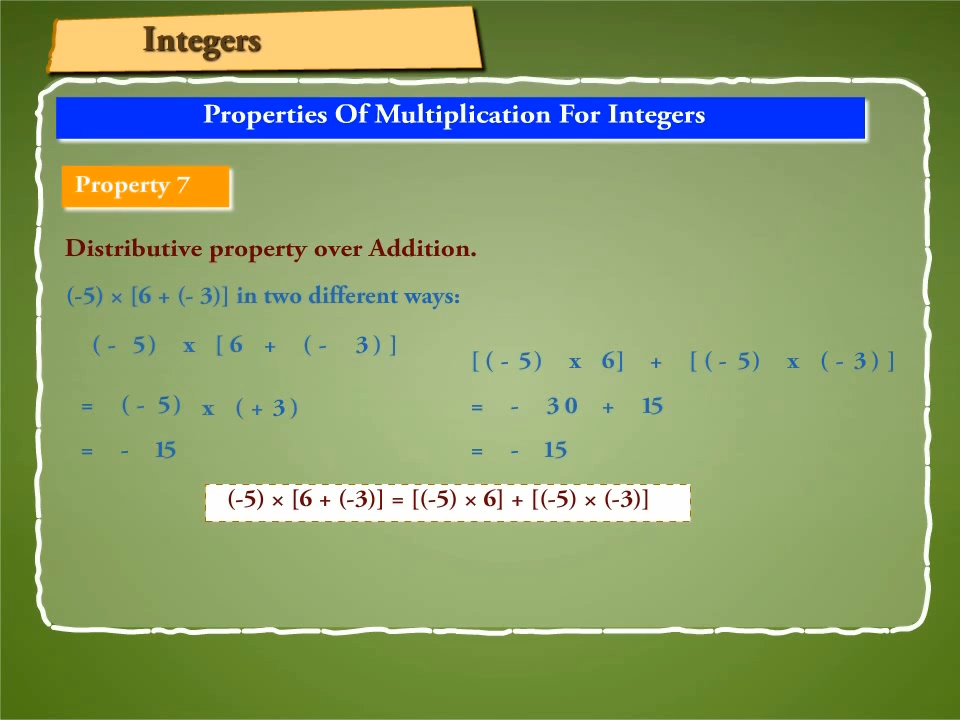 Integers
Properties Of Multiplication For Integers
Property 7
Distributive property over Addition.
(-5) × [6 + (- 3)] in two different ways:
(- 5) x [6 + (- 3)]
= (- 5) x (+3)
= - 15
[(- 5) x 6] + [(- 5) x (- 3)]
= - 30 + 15
= - 15
(-5) × [6 + (-3)] = [(-5) × 6] + [(-5) × (-3)]